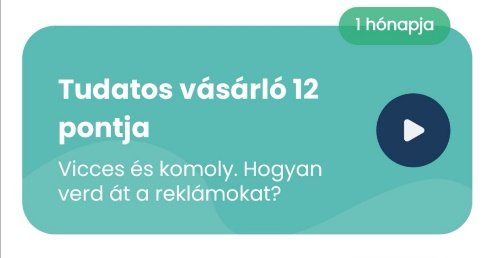 1 hónapja
Tudatos vásárló 12
pontja
Vicces és komoly. Hogyan
verd át a reklámokat?